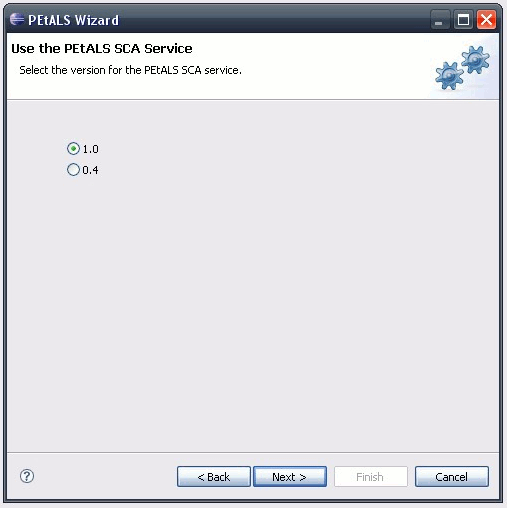 PEtALS Wizard
Use the PEtALS SCA Service
Select the version for the PEtALS SCA service.
1.0
0.4
?
< Back Next > Finish Cancel